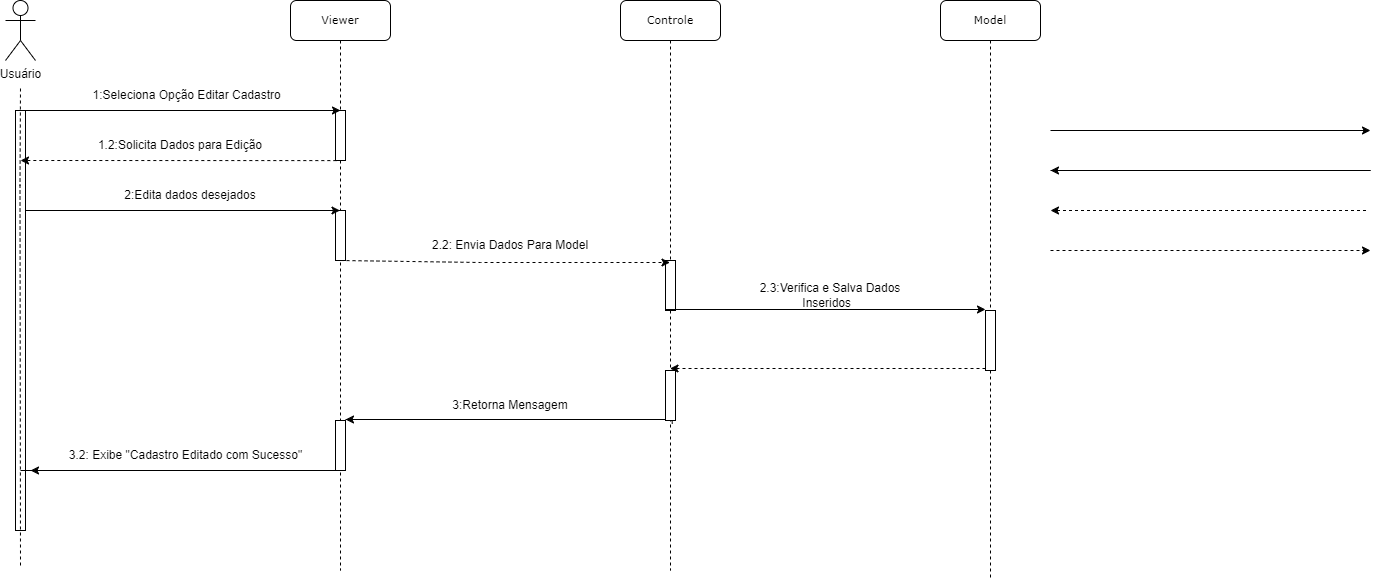 Viewer
Controle
Model
Usuário
1:Seleciona Opção Editar Cadastro
1.2:Solicita Dados para Edição
2:Edita dados desejados
2.2: Envia Dados Para Model
2.3:Verifica e Salva Dados
Inseridos
3:Retorna Mensagem
3.2: Exibe "Cadastro Editado com Sucesso"